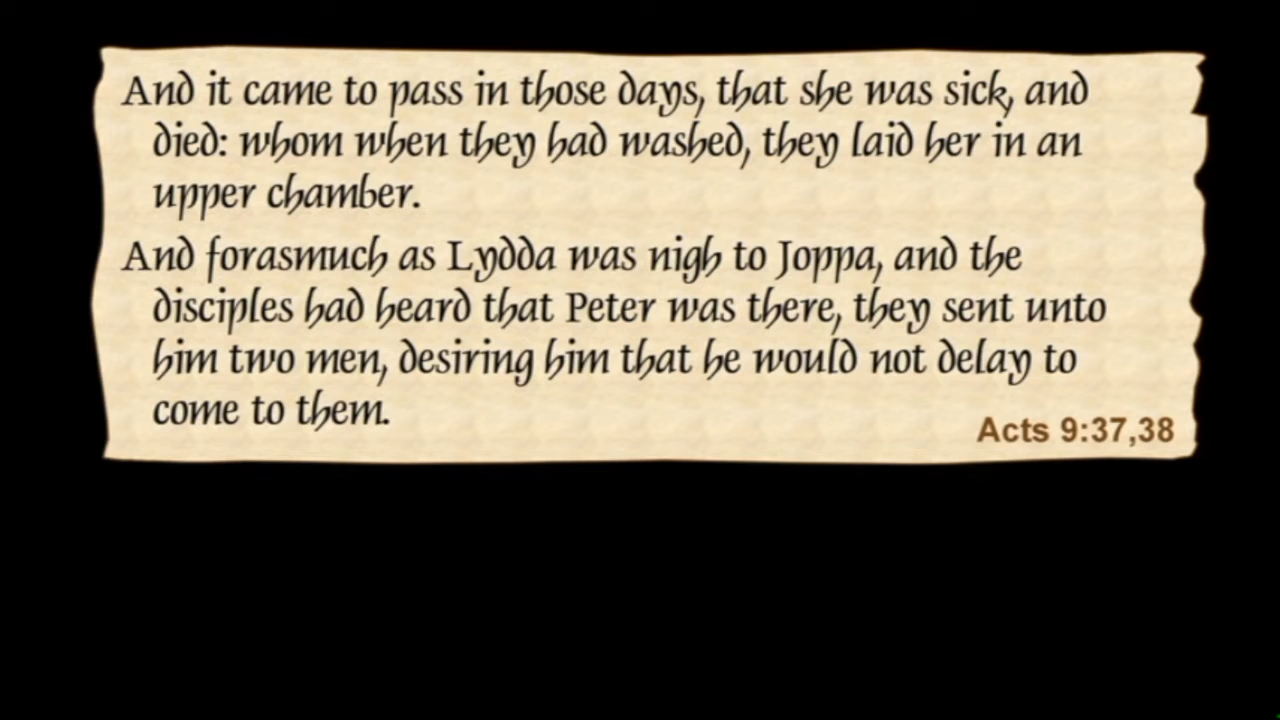 And it came to pass in those days, that she was sick, and
died: whom when they had washed, they laid her in an
upper chamber.
And forasmuch as Lydda was nigh to Joppa, and the
disciples had heard that Peter was there, they sent unto
him two men, desiring him that he would not delay to
come to them.
Acts 9:37,38